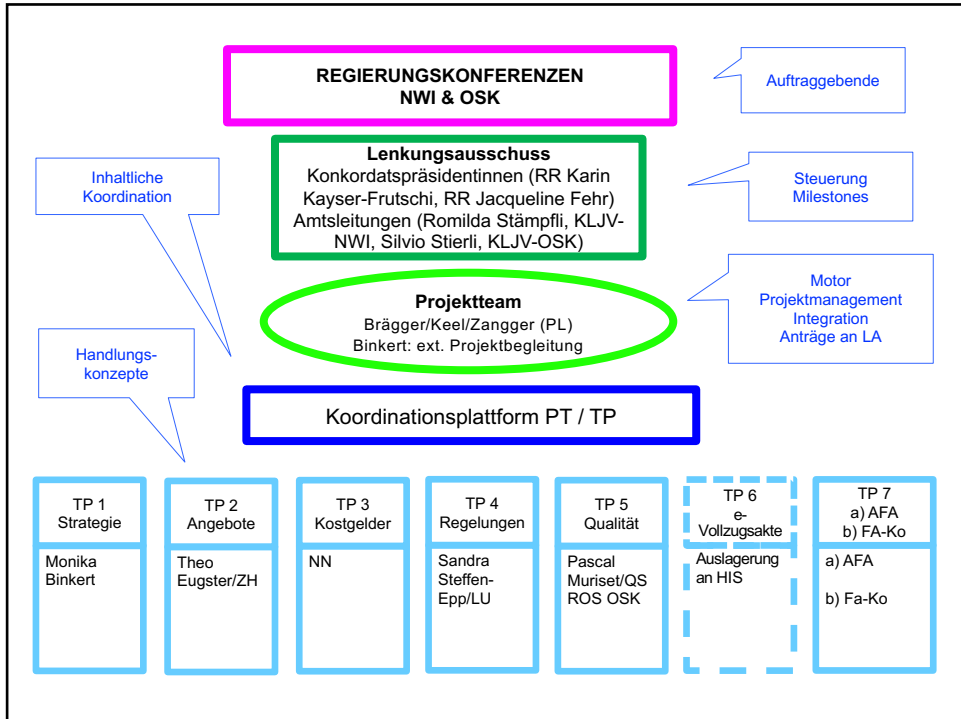 REGIERUNGSKONFERENZEN
NWI & OSK
Auftraggebende
Lenkungsausschuss
Konkordatspräsidentinnen (RR Karin
Kayser-Frutschi, RR Jacqueline Fehr)
Amtsleitungen (Romilda Stämpfli, KLJV-
NWI, Silvio Stierli, KLJV-OSK)
Inhaltliche
Koordination
Steuerung
Milestones
Projektteam
Brägger/Keel/Zangger (PL)
Binkert: ext. Projektbegleitung
Motor
Projektmanagement
Integration
Anträge an LA
Handlungs-
konzepte
Koordinationsplattform PT / TP
TP 1
Strategie
Monika
Binkert
TP 2
Angebote
Theo
Eugster/ZH
TP 3
Kostgelder
NN
TP 4
Regelungen
Sandra
Steffen-
Epp/LU
TP 5
Qualität
Pascal
Muriset/QS
ROS OSK
TP 6
e-
Vollzugsakte
Auslagerung
an HIS
TP 7
a) AFA
b) FA-Ko
a) AFA
b) Fa-Ko